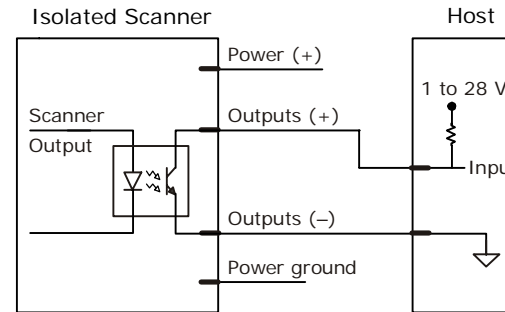 Isolated Scanner
Host
Power (+)
1 to 28 V
Scanner
Output
Outputs (+)
Inpu
Outputs (−)
Power ground